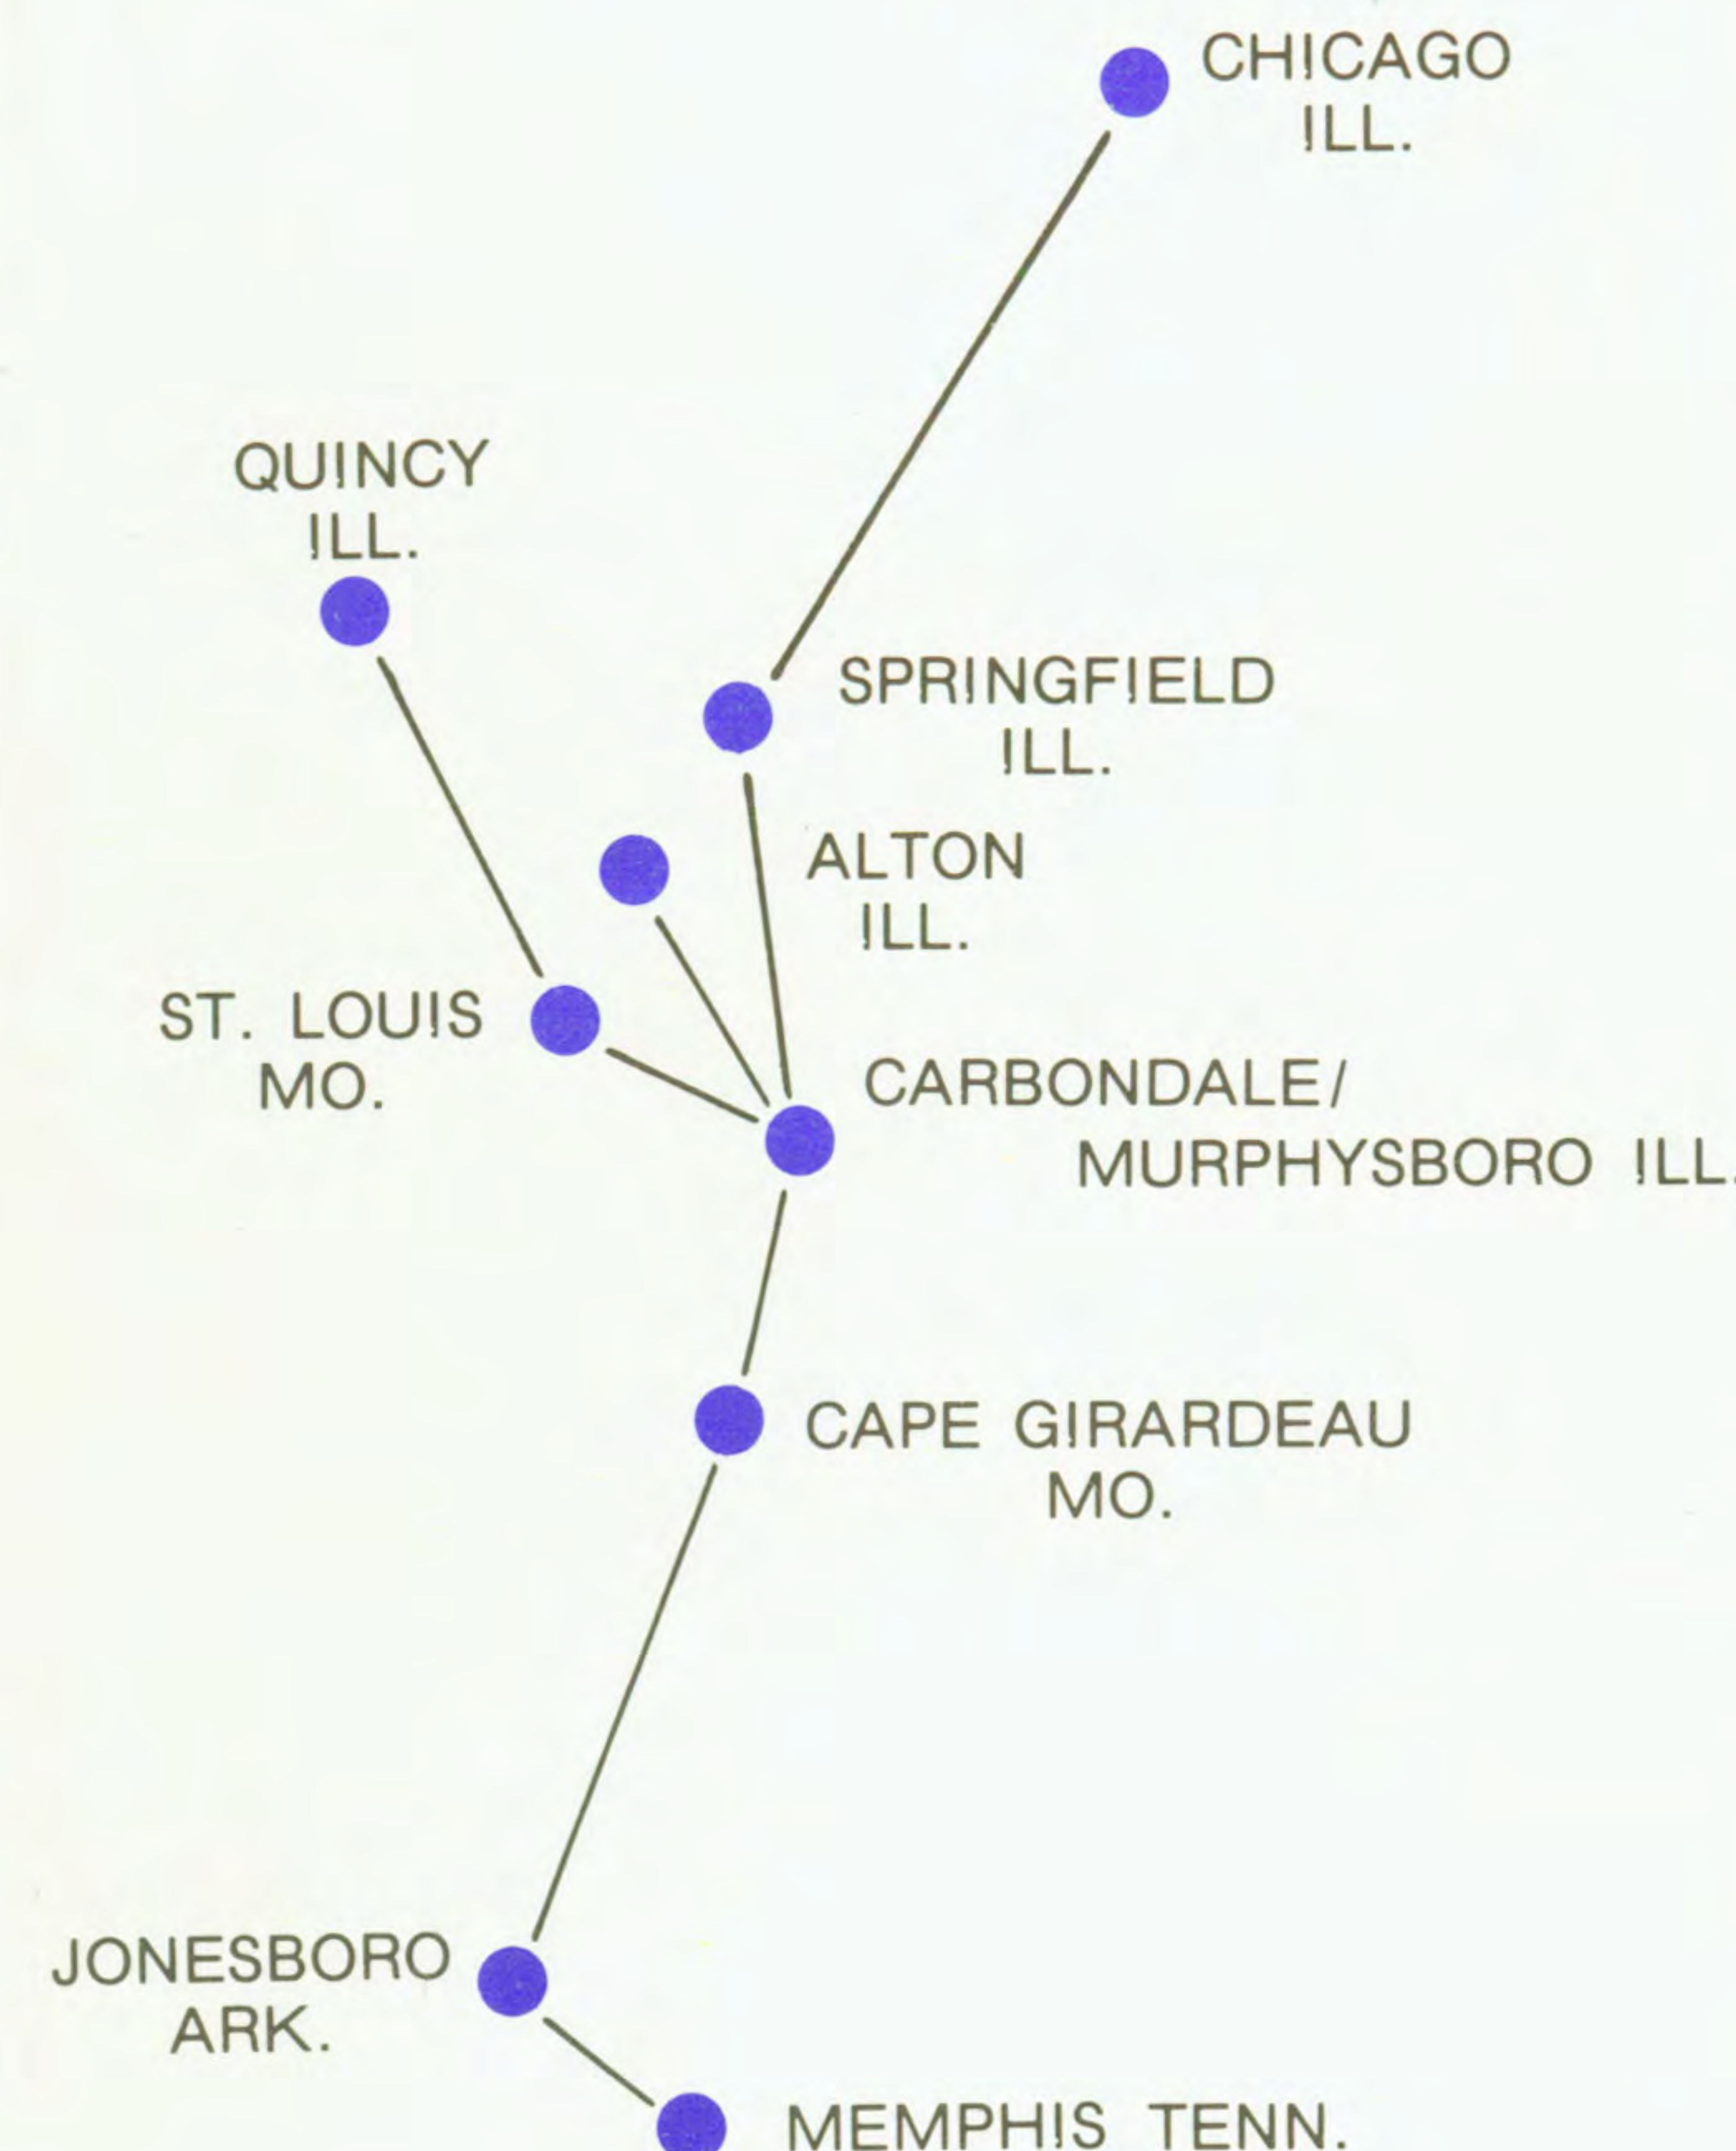 CHICAGO
ILL.
QUINCY
ILL.
SPRINGFIELD
ILL.
ALTON
ILL.
ST. LOUIS
MO.
CARBONDALE/
MURPHYSBORO ILL.
CAPE GIRARDEAU
MO.
JONESBORO
ARK.
MEMPHIS TENN.